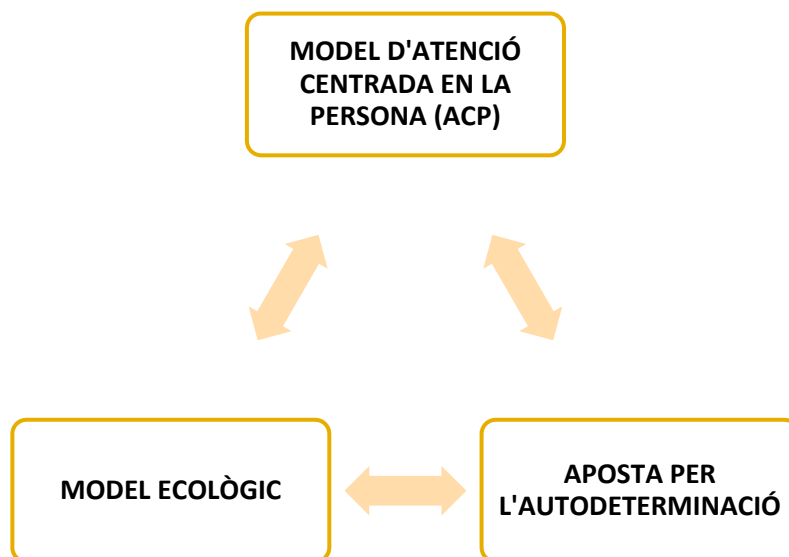 MODEL D'ATENCIÓ
CENTRADA EN LA
PERSONA (ACP)
MODEL ECOLÒGIC
APOSTA PER
L'AUTODETERMINACIÓ